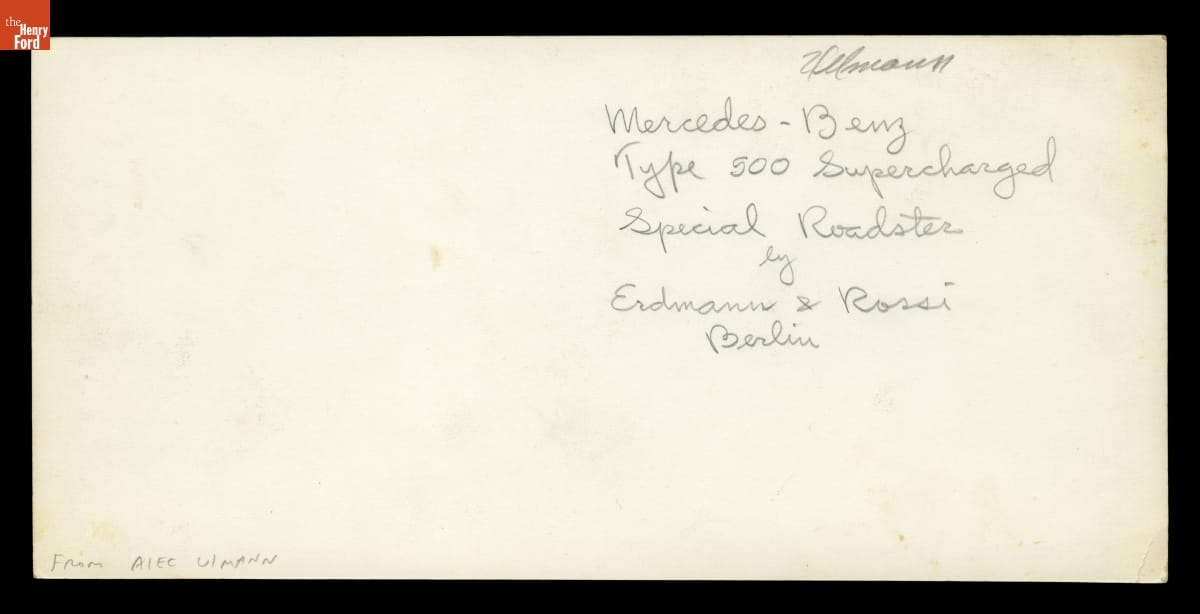 the
Henry
Ford
Ullmann
Mercedes - Benz
Type 500 Supercharged
Special Roadster
by
Erdmann & Rossi
Berlin
FROM ALEC ULMANN